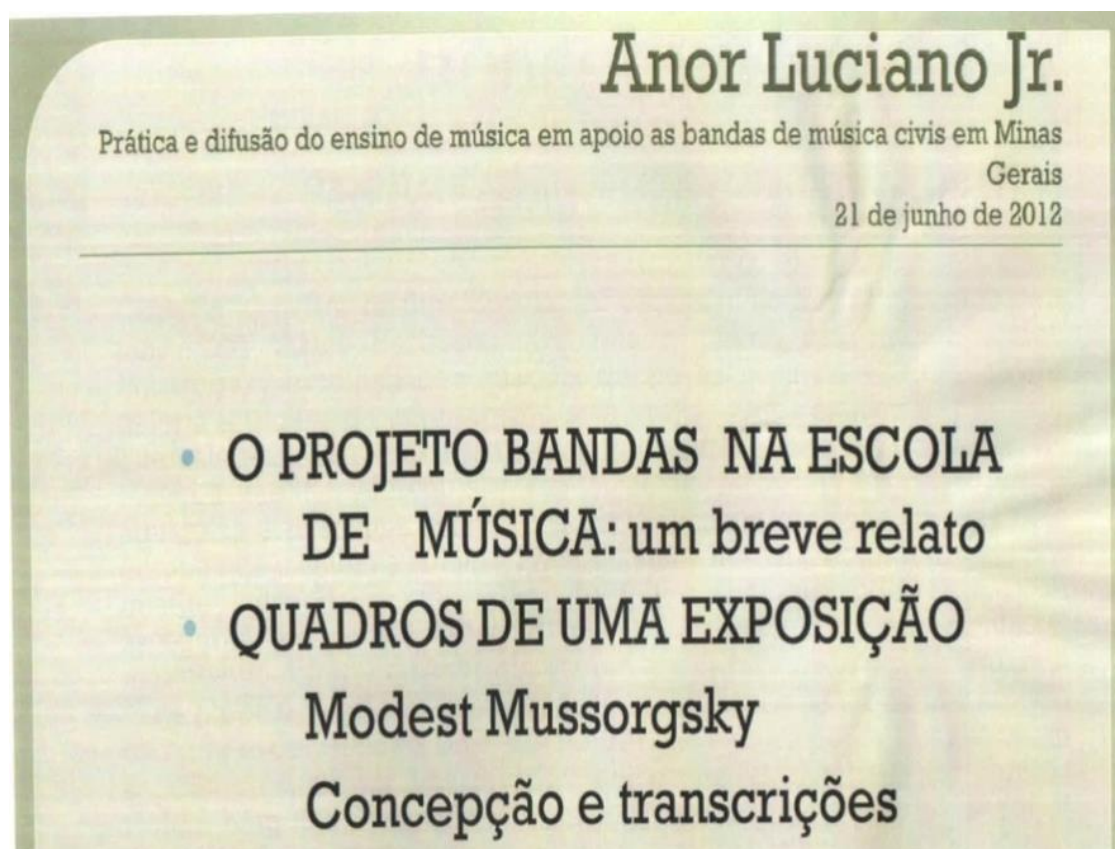 Anor Luciano Jr.
Prática e difusão do ensino de música em apoio as bandas de música civis em Minas
Gerais
21 de junho de 2012
• O PROJETO BANDAS NA ESCOLA
DE MÚSICA: um breve relato
• QUADROS DE UMA EXPOSIÇÃO
Modest Mussorgsky
Concepção e transcrições